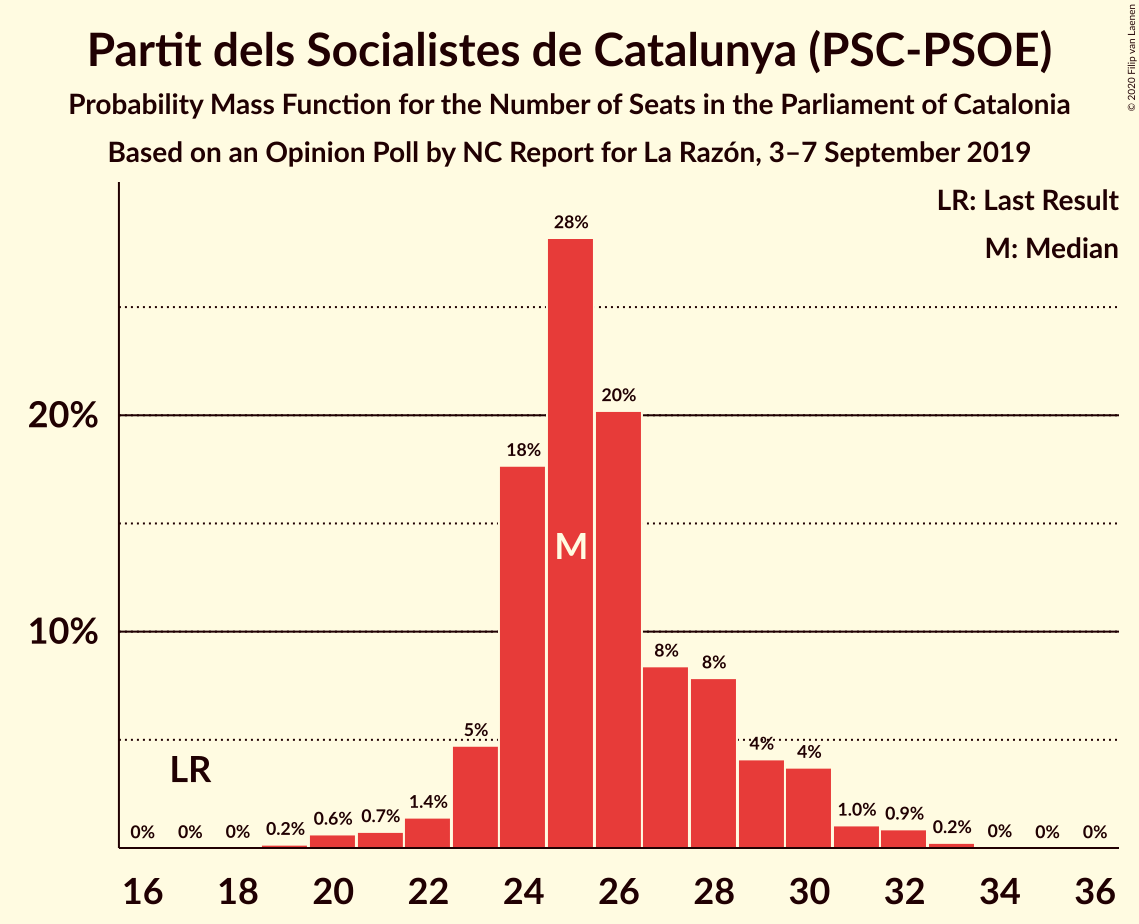 Partit dels Socialistes de Catalunya (PSC-PSOE)
Probability Mass Function for the Number of Seats in the Parliament of Catalonia
Based on an Opinion Poll by NC Report for La Razón, 3–7 September 2019
© 2020 Filip van Laenen
LR: Last Result
M: Median
28%
20%
20%
18%
M
10%
8%
8%
5%
4%
4%
LR
0%
0%
0%
0.2%
0.6%
0.7%
1.4%
1.0%
0.9%
0.2%
0%
0%
0%
16 18 20 22 24 26 28 30 32 34 36